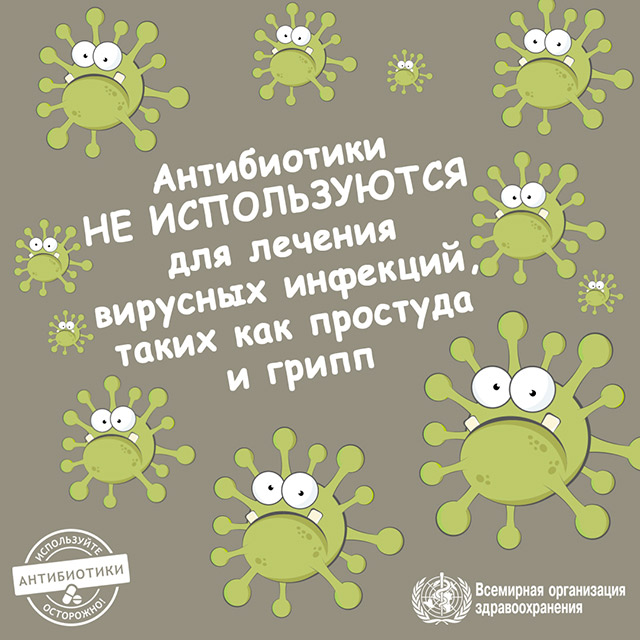 Антибиотики
НЕ ИСПОЛЬЗУЮТСЯ
для лечения
вирусных инфекций,
таких как простуда
и грипп
ИСПОЛЬЗУЙТЕ
АНТИБИОТИКИ
ОСТОРОЖНО!
Всемирная организация
здравоохранения